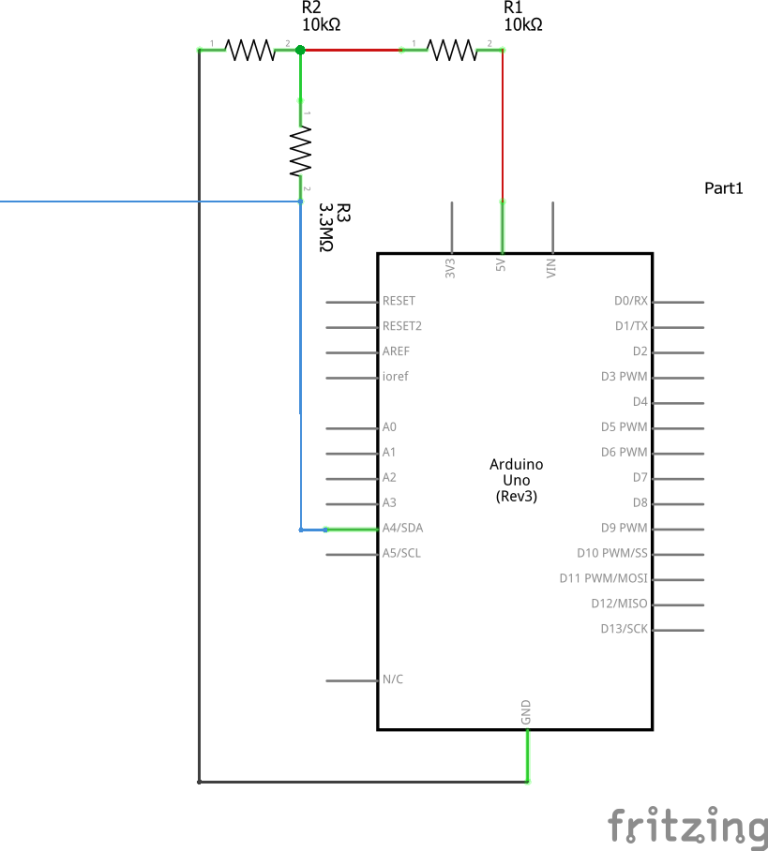 R2
10kΩ
R1
10kΩ
1
2
1
2
1
2
R3
3.3MΩ
Part1
3V3
5V
VIN
RESET
RESET2
AREF
ioref
A0
A1
A2
A3
A4/SDA
A5/SCL
N/C
Arduino
Uno
(Rev3)
D0/RX
D1/TX
D2
D3 PWM
D4
D5 PWM
D6 PWM
D7
D8
D9 PWM
D10 PWM/SS
D11 PWM/MOSI
D12/MISO
D13/SCK
GND
fritzing